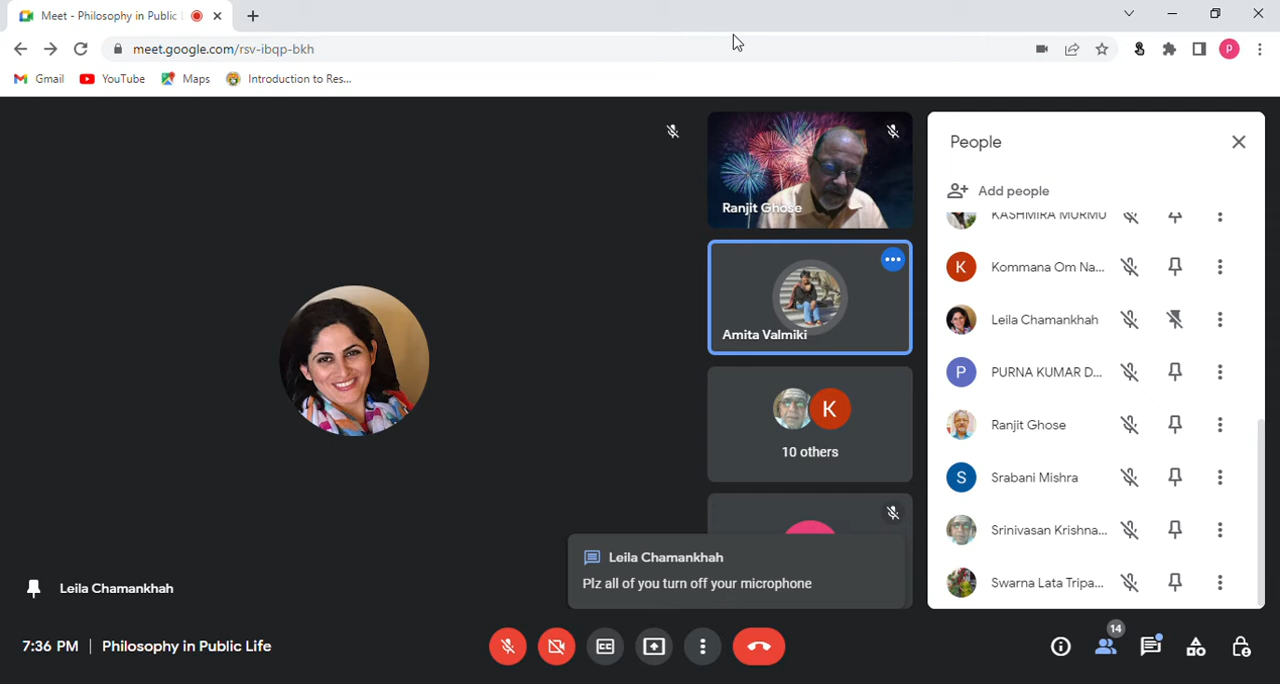 Meet - Philosophy in Public
meet.google.com/rsv-ibqp-bkh
P
Gmail
YouTube
Maps
Introduction to Res...
Ranjit Ghose
Amita Valmiki
K
10 others
Leila Chamankhah
Plz all of you turn off your microphone
Leila Chamankhah
People
Add people
KASHMIRA MURMU
K
Kommana Om Na...
Leila Chamankhah
P
PURNA KUMAR D...
Ranjit Ghose
S
Srabani Mishra
Srinivasan Krishna...
Swarna Lata Tripa...
7:36 PM | Philosophy in Public Life
CC
14